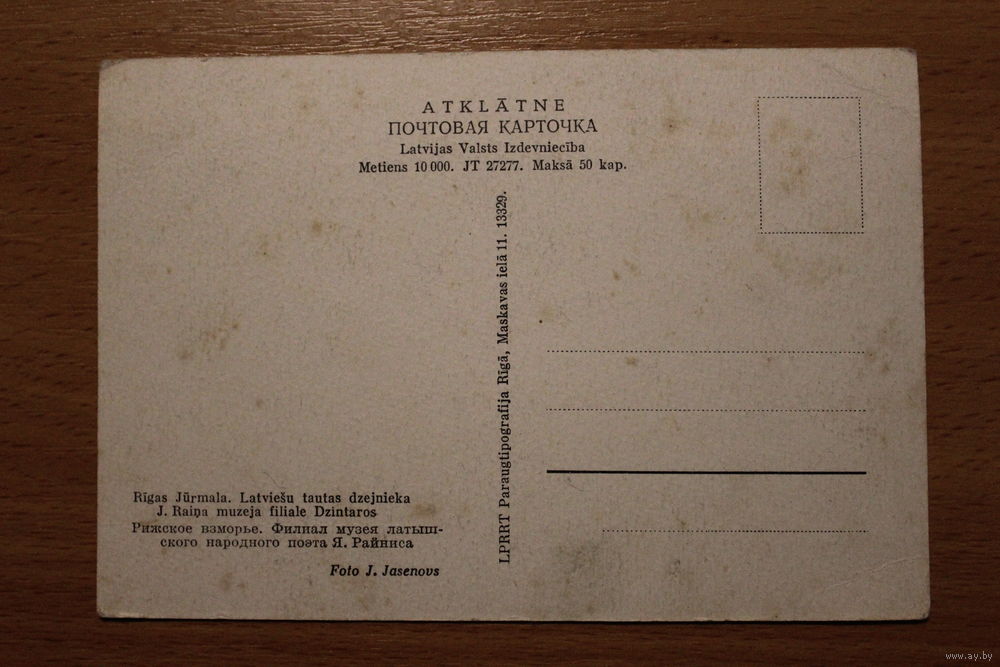 ATKLĀTNE
ПОЧТОВАЯ КАРТОЧКА
Latvijas Valsts Izdevniecība
Metiens 10 000. JT 27277. Maksā 50 kap.
LPRRT Paraugtipografija Rīgā, Maskavas ielā 11. 13329.
Rīgas Jūrmala. Latviešu tautas dzejnieka
J. Raiņa muzeja filiale Dzintaros
Рижское взморье. Филиал музея латыш-
ского народного поэта Я. Райниса
Foto J. Jasenovs
www.ay.by